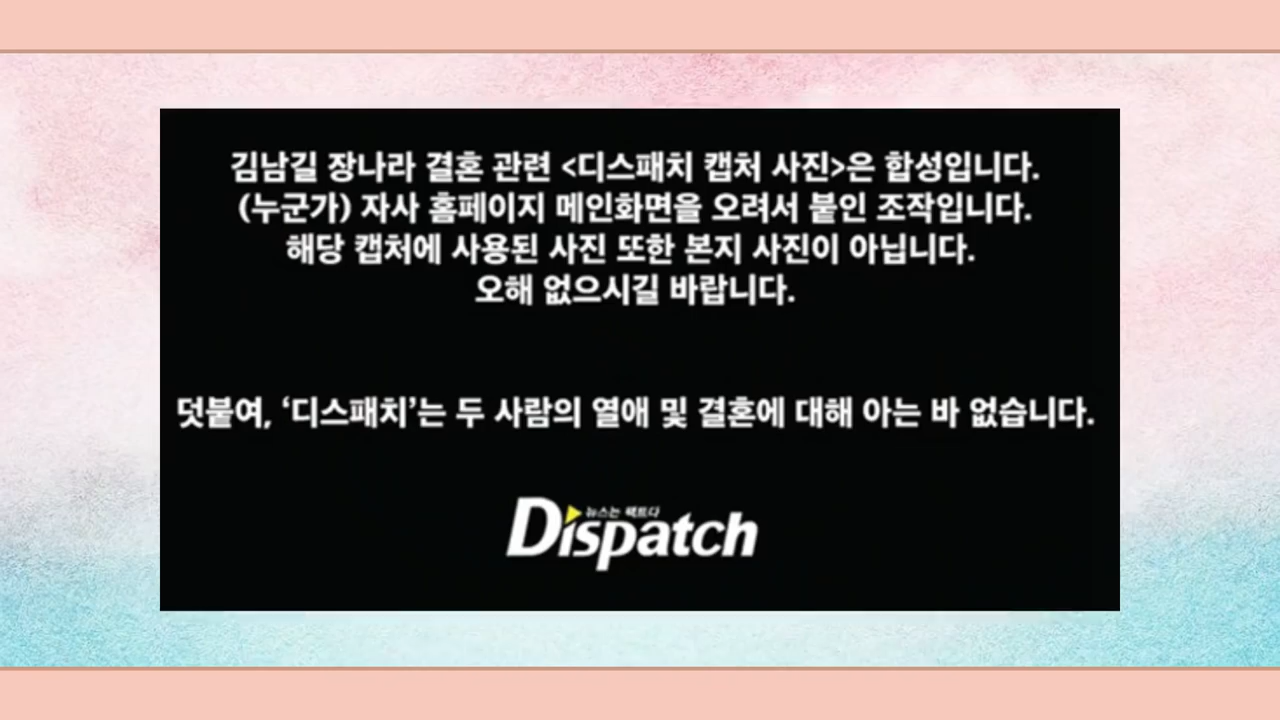 김남길 장나라 결혼 관련 <디스패치 캡처 사진>은 합성입니다.
(누군가) 자사 홈페이지 메인화면을 오려서 붙인 조작입니다.
해당 캡처에 사용된 사진 또한 본지 사진이 아닙니다.
오해 없으시길 바랍니다.
덧붙여, ‘디스패치’는 두 사람의 열애 및 결혼에 대해 아는 바 없습니다.
뉴스는 팩트다
Dispatch